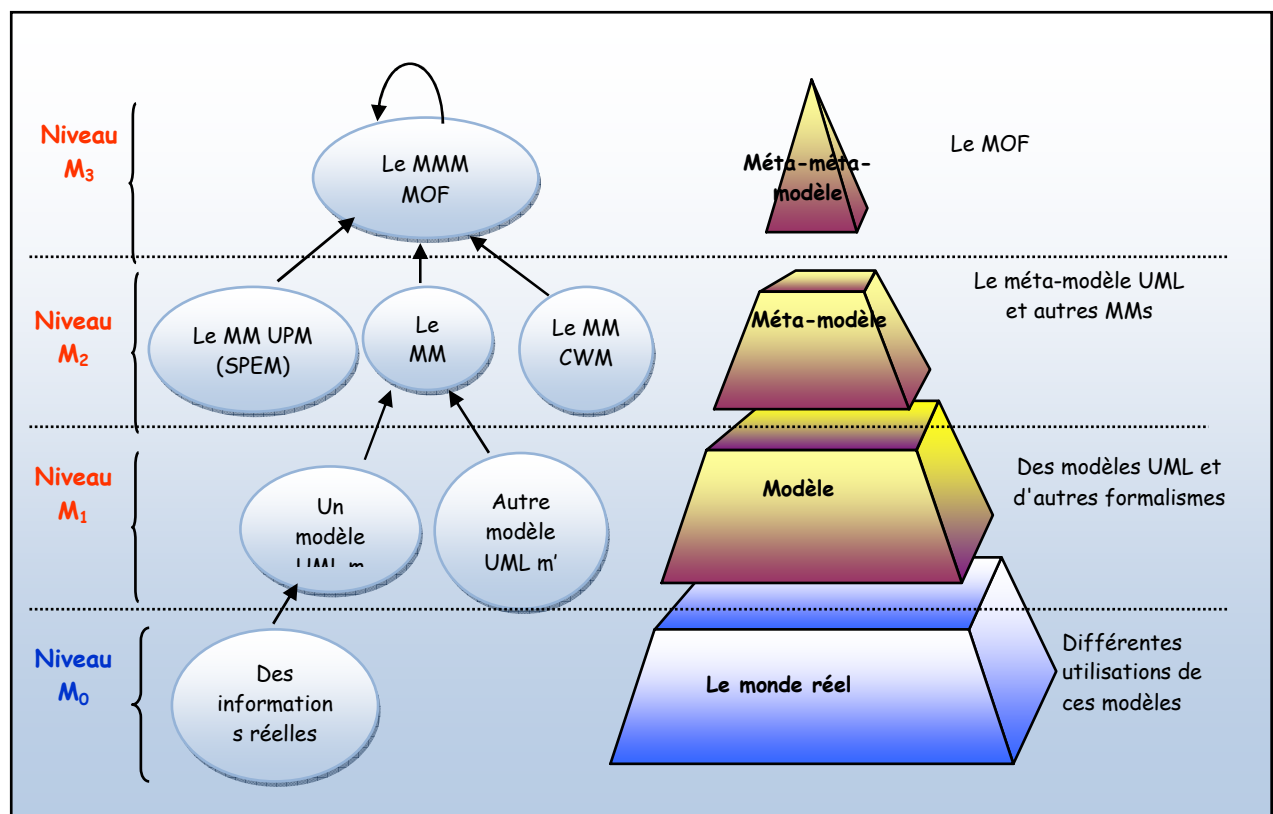 Niveau
M3
Le MMM
MOF
Méta-méta-
modèle
Le MOF
Niveau
M2
Le MM UPM
(SPEM)
Le
MM
Le MM
CWM
Méta-modèle
Le méta-modèle UML
et autres MMs
Niveau
M1
Un
modèle
UML m
Autre
modèle
UML m'
Modèle
Des modèles UML et
d'autres formalismes
Niveau
M0
Des
information
s réelles
Le monde réel
Différentes
utilisations de
ces modèles